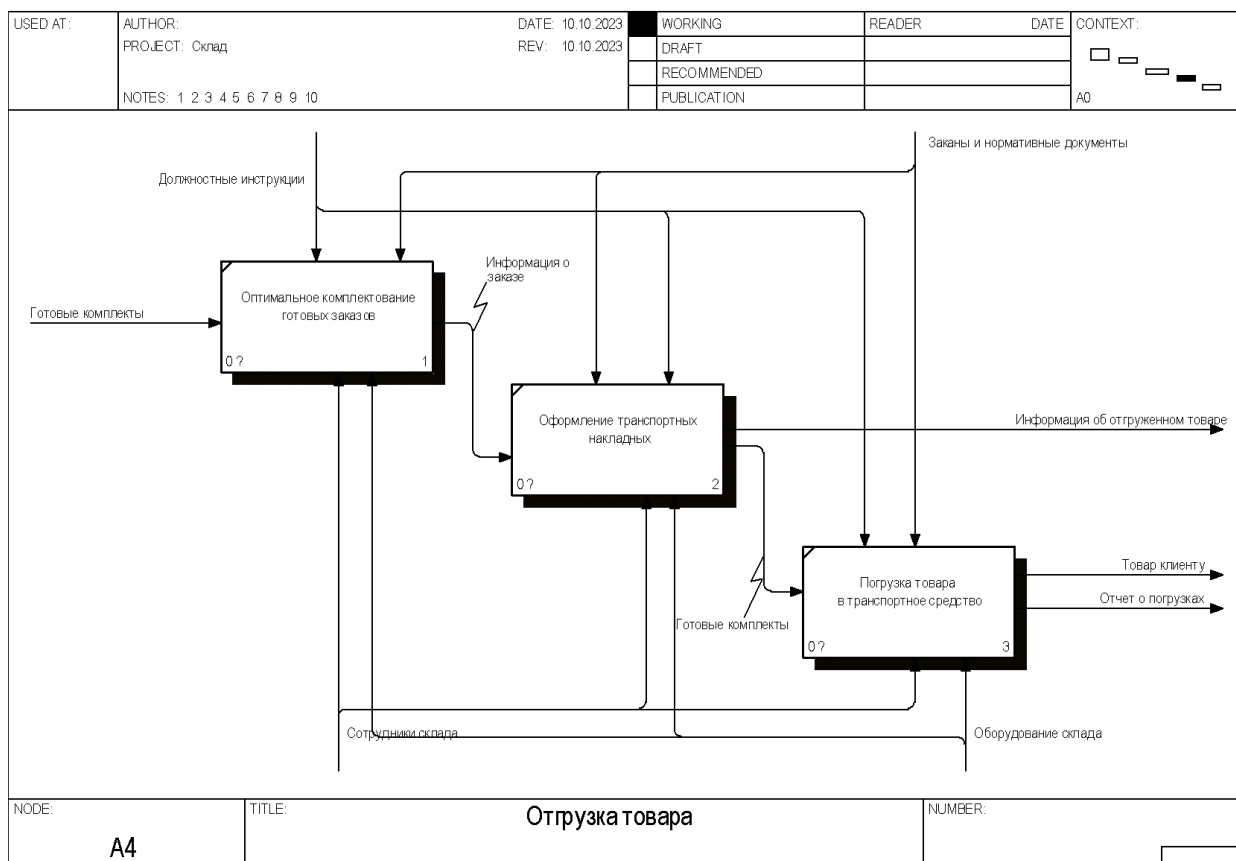 USED AT:
AUTHOR:
DATE: 10.10.2023
WORKING
READER
DATE
CONTEXT:
PROJECT: Склад
REV: 10.10.2023
DRAFT
RECOMMENDED
NOTES: 1 2 3 4 5 6 7 8 9 10
PUBLICATION
A0
Заканы и нормативные документы
Должностные инструкции
Информация о
заказе
Готовые комплекты
Оптимальное комплектование
готовых заказов
0 ?
1
Оформление транспортных
накладных
0 ?
2
Информация об отгруженном товаре
Погрузка товара
в транспортное средство
0 ?
3
Товар клиенту
Отчет о погрузках
Готовые комплекты
Сотрудники склада
Оборудование склада
NODE:
A4
TITLE:
Отгрузка товара
NUMBER: